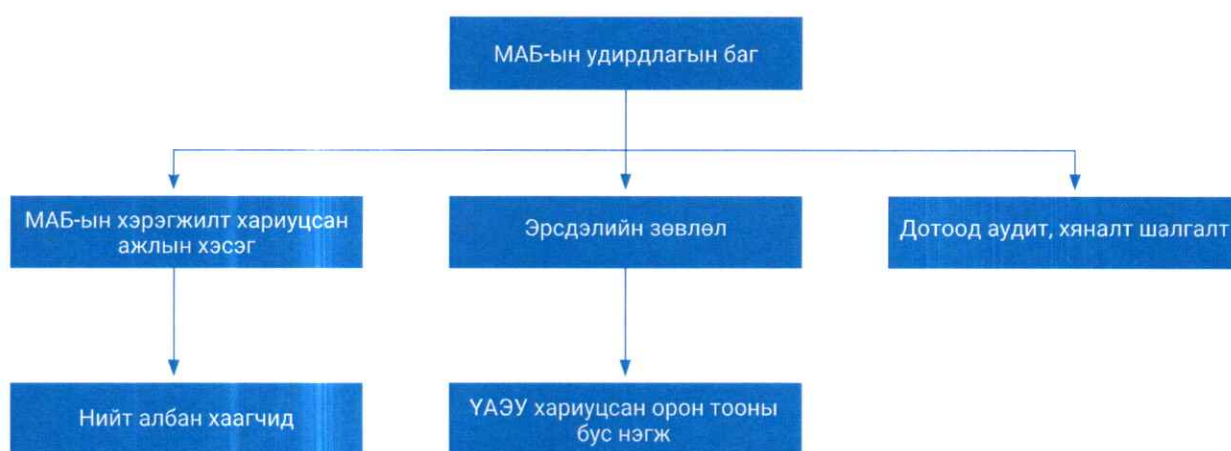 МАБ-ын удирдлагын баг
МАБ-ын хэрэгжилт хариуцсан
ажлын хэсэг
Эрсдэлийн зөвлөл
Дотоод аудит, хяналт шалгалт
Нийт албан хаагчид
ҮАЭУ хариуцсан орон тооны
бус нэгж